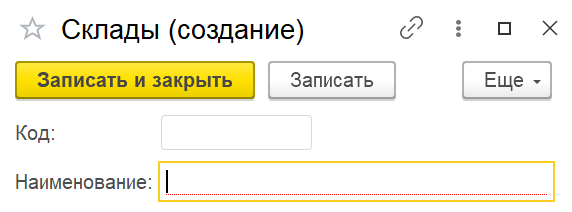 Склады (создание)
Записать и закрыть Записать Еще
Код:
Наименование: